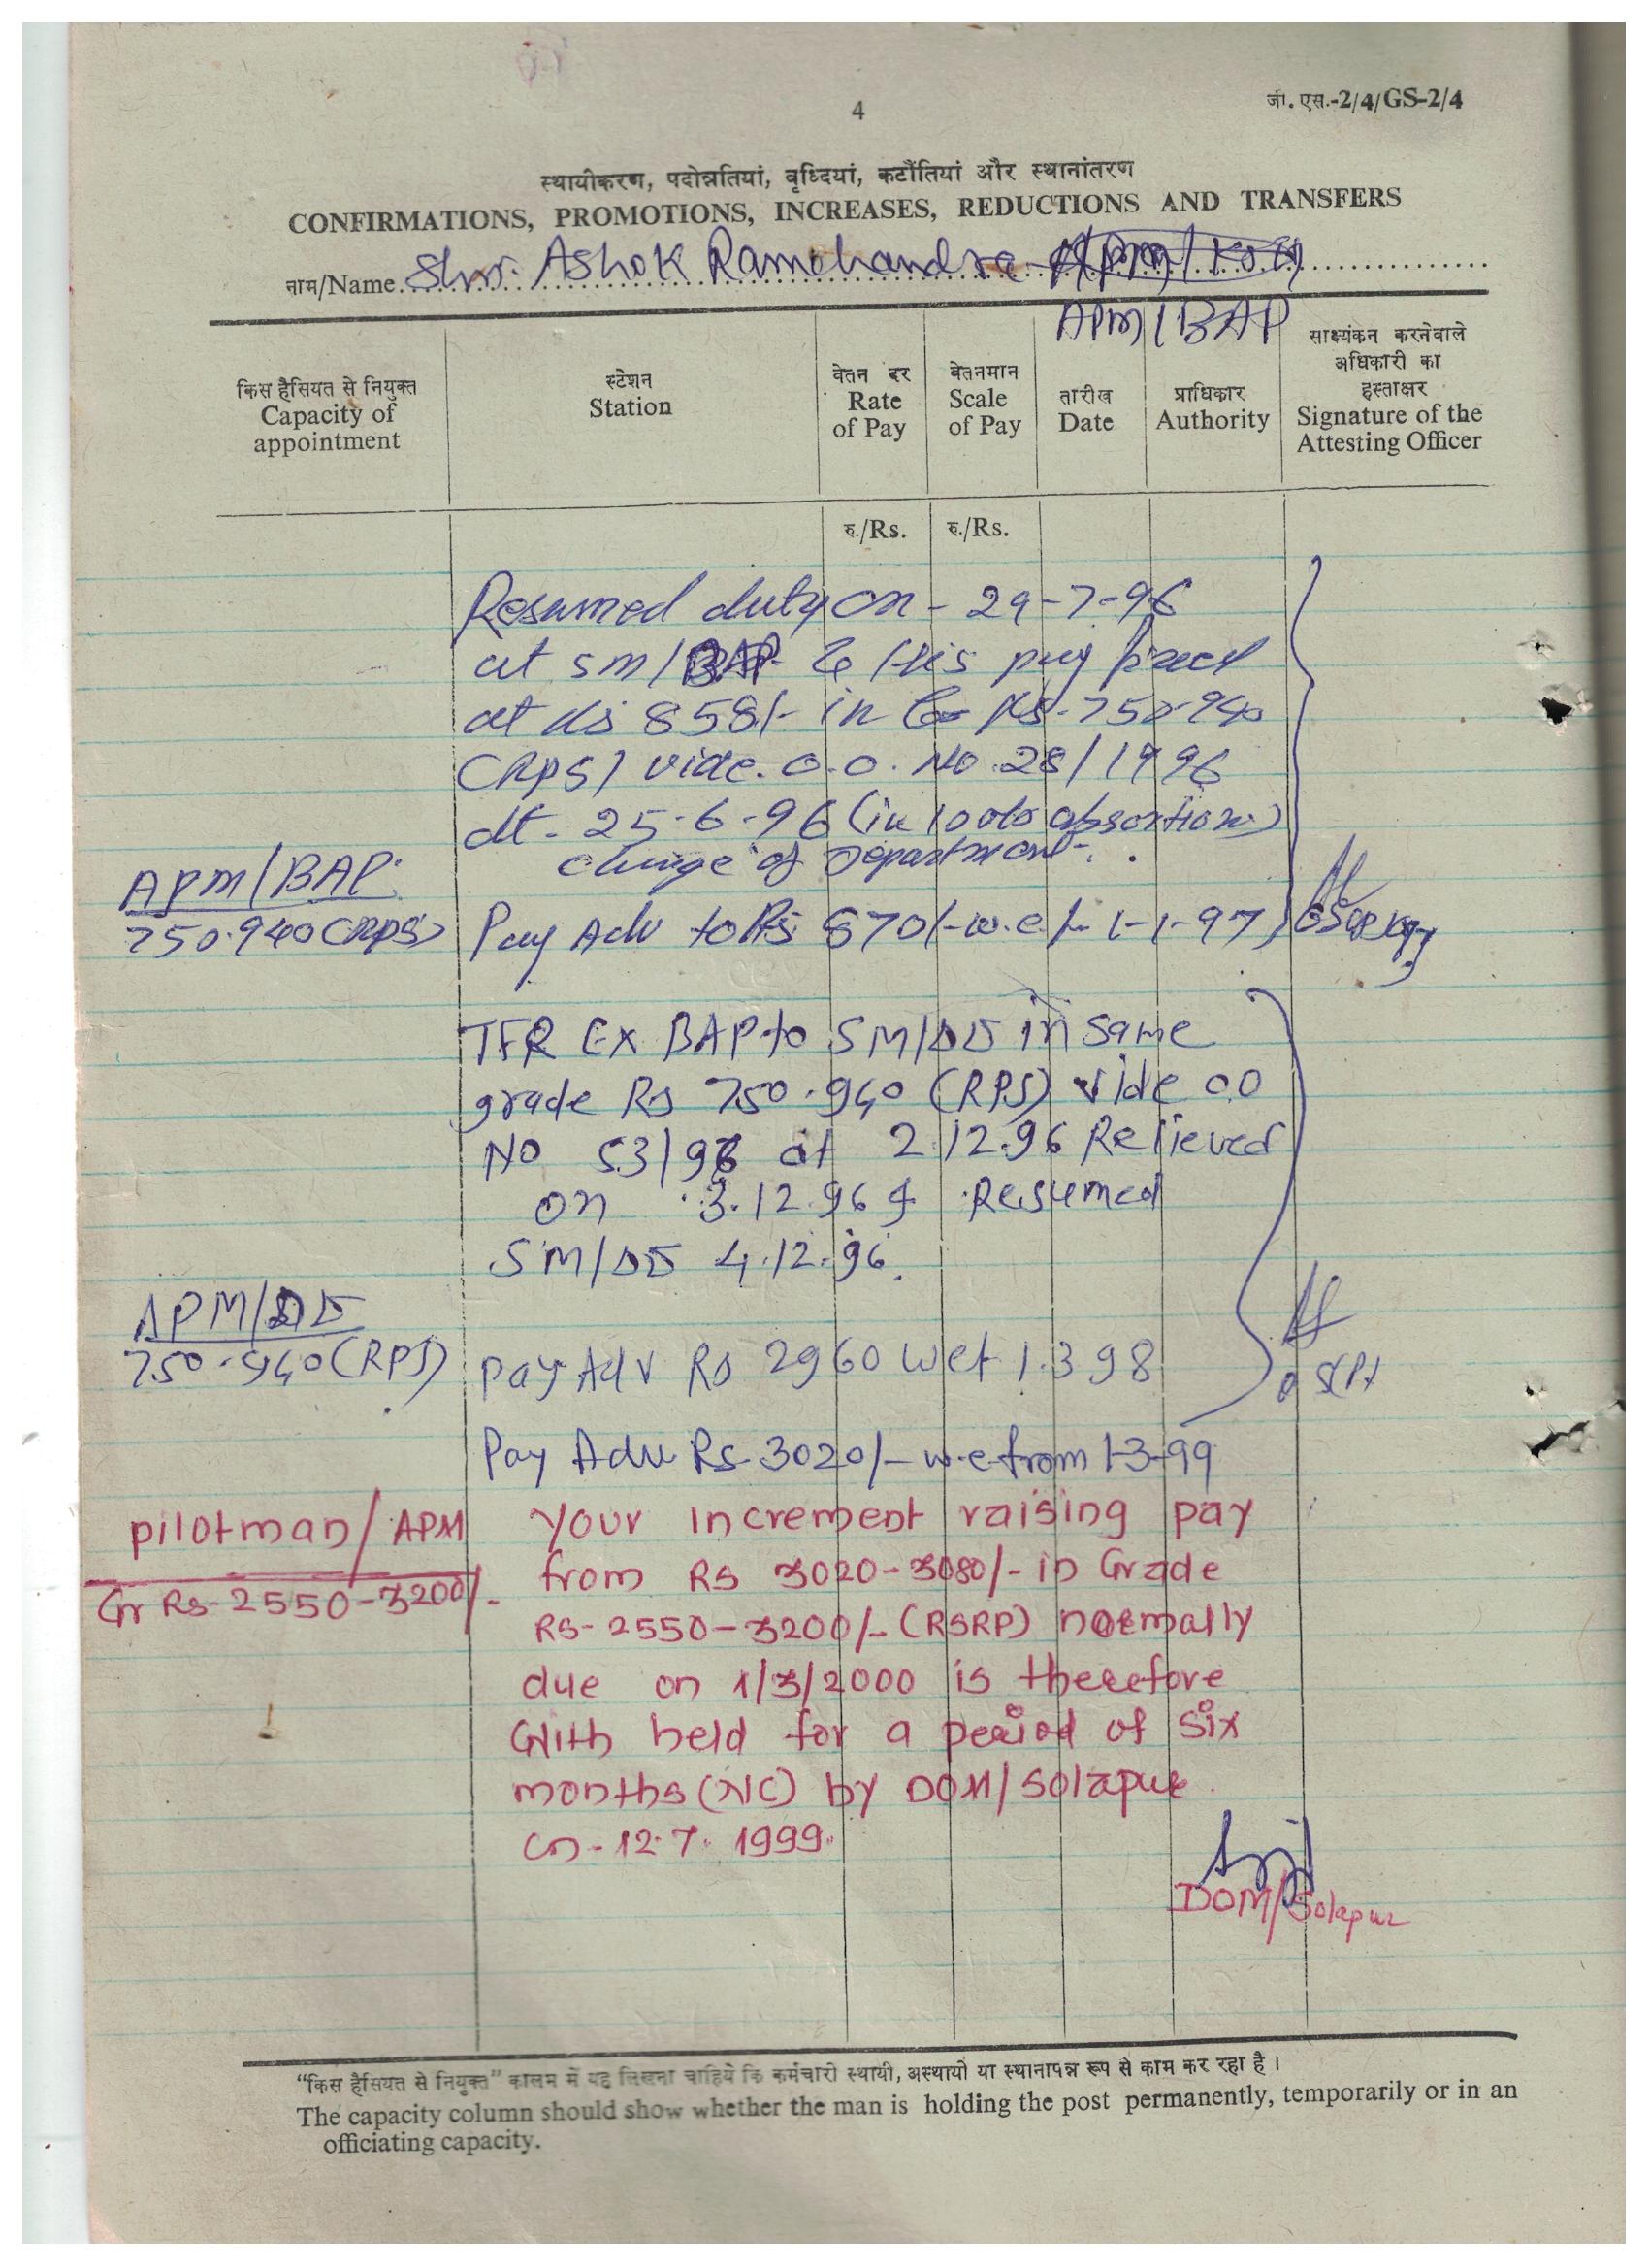 4
जी. एस.-2/4/GS-2/4
स्थायीकरण, पदोन्नतियां, वृध्दियां, कटौंतियां और स्थानांतरण
CONFIRMATIONS, PROMOTIONS, INCREASES, REDUCTIONS AND TRANSFERS
नाम/Name. Shri. Ashok Ramchandra
APM/BAP
किस हैसियत से नियुक्त
Capacity of
appointment
स्टेशन
Station
वेतन दर
Rate
of Pay
वेतनमान
Scale
of Pay
तारीख
Date
प्राधिकार
Authority
साक्ष्यंकन करनेवाले
अधिकारी का
हस्ताक्षर
Signature of the
Attesting Officer
रु./Rs.
रु./Rs.
Resumed duty on - 29-7-96
at SM/BAP & His pay fixed
at Rs 858/- in Rs-750-940
(RPS) vide. O.O. No. 28/1996
dt- 25-6-96 (in absortion)
change of Department-.
APM/BAP
750-940(RPS)
Pay Adv to Rs 870/- w.e.f. 1-1-97
TFR EX BAP to SM/DD in same
grade Rs 750-940 (RPS) vide OO
NO 53/96 dt 2.12.96 Relieved
on 3.12.96 & Resumed
SM/DD 4.12.96.
APM/DD
750-940(RPS)
Pay Adv Rs 2960 wef 1.3.98
Pay Adv Rs-3020/- w.e.from 1-3-99
pilotman/APM
Gr Rs-2550-3200/-
Your increment raising pay
from Rs 3020-3080/- in Grade
RS-2550-3200/- (RSRP) normally
due on 1/3/2000 is therefore
With held for a period of six
months (NC) by DOM/Solapur
on - 12.7.1999.
DOM/Solapur
"किस हैसियत से नियुक्त" कालम में यह लिखना चाहिये कि कर्मचारी स्थायी, अस्थायी या स्थानापन्न रूप से काम कर रहा है ।
The capacity column should show whether the man is holding the post permanently, temporarily or in an
officiating capacity.